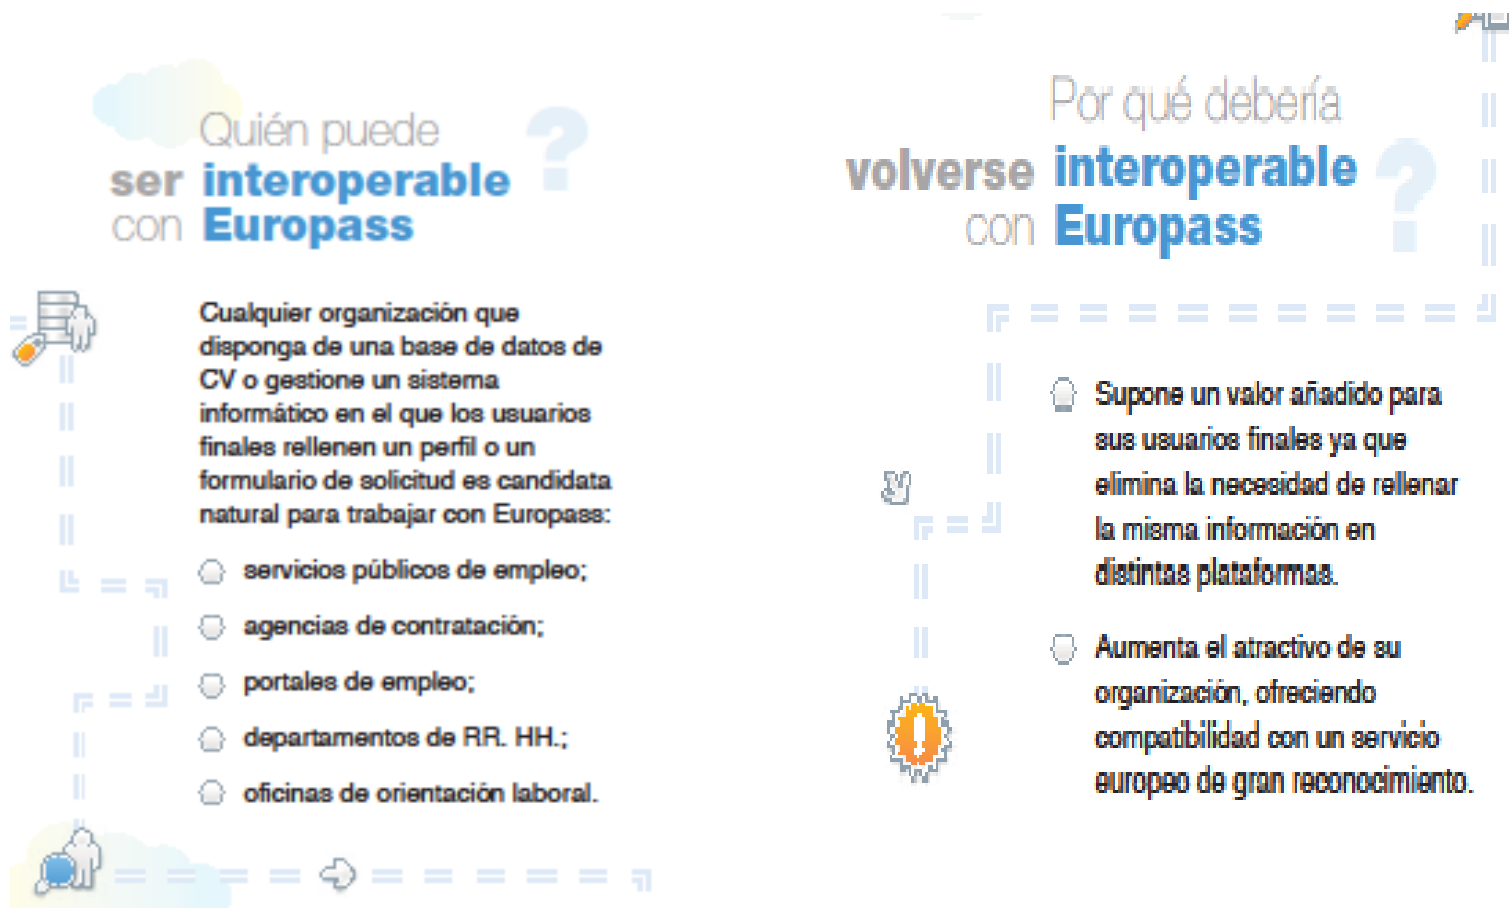 Quién puede
ser interoperable
con Europass
?
Cualquier organización que
disponga de una base de datos de
CV o gestione un sistema
informático en el que los usuarios
finales rellenen un perfil o un
formulario de solicitud es candidata
natural para trabajar con Europass:
servicios públicos de empleo;
agencias de contratación;
portales de empleo;
departamentos de RR. HH.;
oficinas de orientación laboral.
Por qué debería
volverse interoperable
con Europass
?
Supone un valor añadido para
sus usuarios finales ya que
elimina la necesidad de rellenar
la misma información en
distintas plataformas.
Aumenta el atractivo de su
organización, ofreciendo
compatibilidad con un servicio
europeo de gran reconocimiento.
!